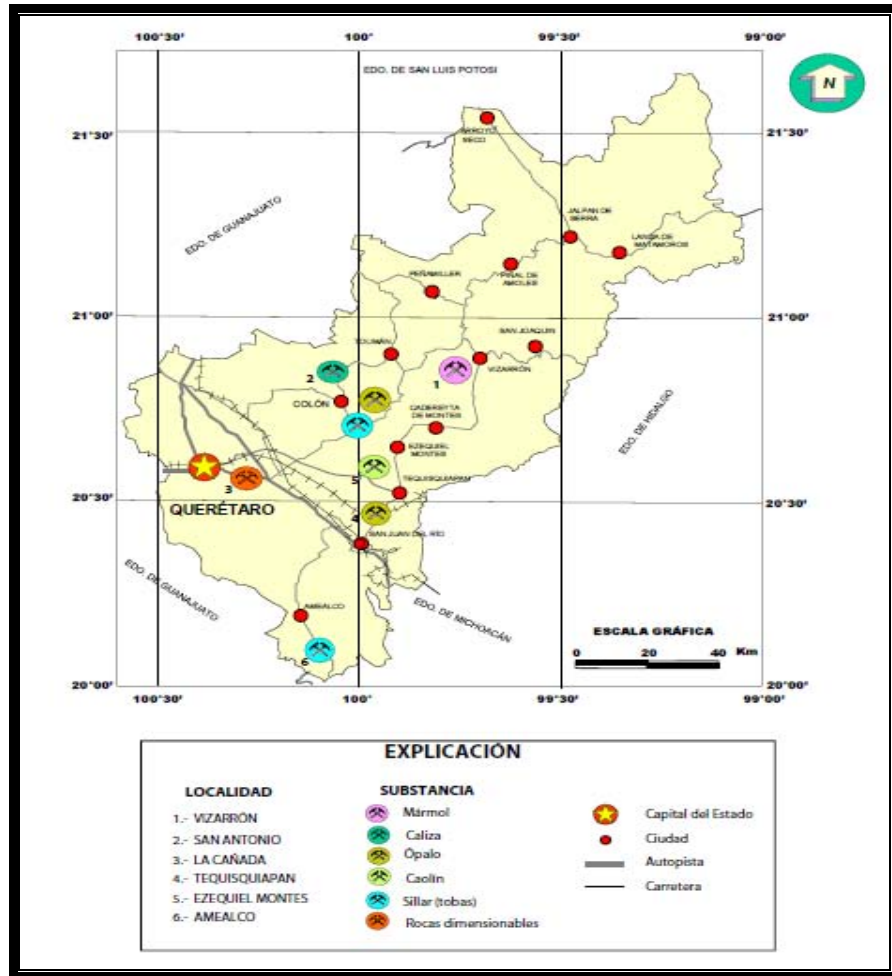 100°30' 100° 99°30' 99°00'
EDO. DE SAN LUIS POTOSI
N
21°30' 21°30'
ARROYO
SECO
EDO. DE GUANAJUATO
JALPAN DE
SERRA
LANDA DE
MATAMOROS
PEÑAMILLER
PINAL DE
AMOLES
21°00' 21°00'
TOLIMÁN
SAN JOAQUIN
VIZARRÓN
2
1
COLÓN
CADEREYTA
DE MONTES
EDO. DE HIDALGO
EZEQUIEL
MONTES
5
TEQUISQUIAPAN
3
20°30' 20°30'
QUERÉTARO
4
SAN JUAN DEL RÍO
EDO. DE GUANAJUATO
AMEALCO
EDO. DE MICHOACÁN
6
ESCALA GRÁFICA
0 20 40 Km
20°00' 20°00'
100°30' 100° 99°30' 99°00'
EXPLICACIÓN
LOCALIDAD
1.- VIZARRÓN
2.- SAN ANTONIO
3.- LA CAÑADA
4.- TEQUISQUIAPAN
5.- EZEQUIEL MONTES
6.- AMEALCO
SUBSTANCIA
Mármol
Caliza
Ópalo
Caolín
Sillar (tobas)
Rocas dimensionables
Capital del Estado
Ciudad
Autopista
Carretera